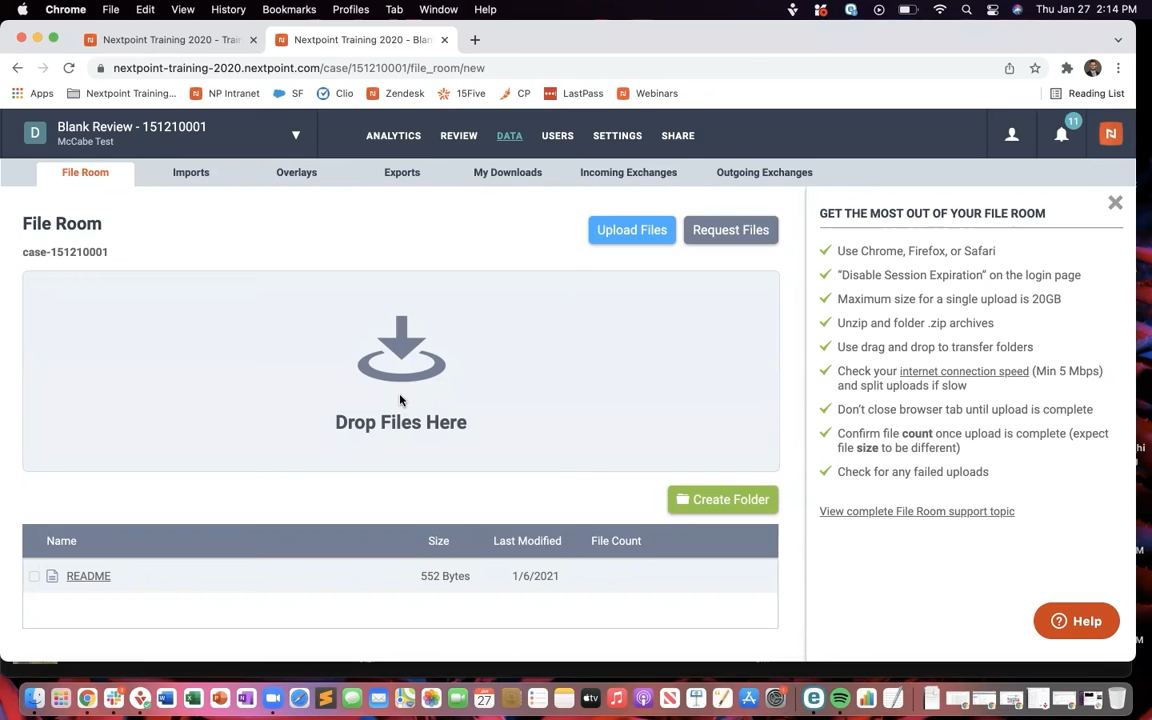 Chrome File Edit View History Bookmarks Profiles Tab Window Help Thu Jan 27 2:14 PM
Nextpoint Training 2020 - Trai Nextpoint Training 2020 - Blan
nextpoint-training-2020.nextpoint.com/case/151210001/file_room/new
Apps Nextpoint Training... NP Intranet SF Clio Zendesk 15Five CP LastPass Webinars Reading List
D Blank Review - 151210001
McCabe Test
ANALYTICS REVIEW DATA USERS SETTINGS SHARE 11 N
File Room Imports Overlays Exports My Downloads Incoming Exchanges Outgoing Exchanges
File Room
case-151210001
Upload Files Request Files
Drop Files Here
Create Folder
Name Size Last Modified File Count
README 552 Bytes 1/6/2021
GET THE MOST OUT OF YOUR FILE ROOM
Use Chrome, Firefox, or Safari
“Disable Session Expiration” on the login page
Maximum size for a single upload is 20GB
Unzip and folder .zip archives
Use drag and drop to transfer folders
Check your internet connection speed (Min 5 Mbps)
and split uploads if slow
Don’t close browser tab until upload is complete
Confirm file count once upload is complete (expect
file size to be different)
Check for any failed uploads
View complete File Room support topic
Help